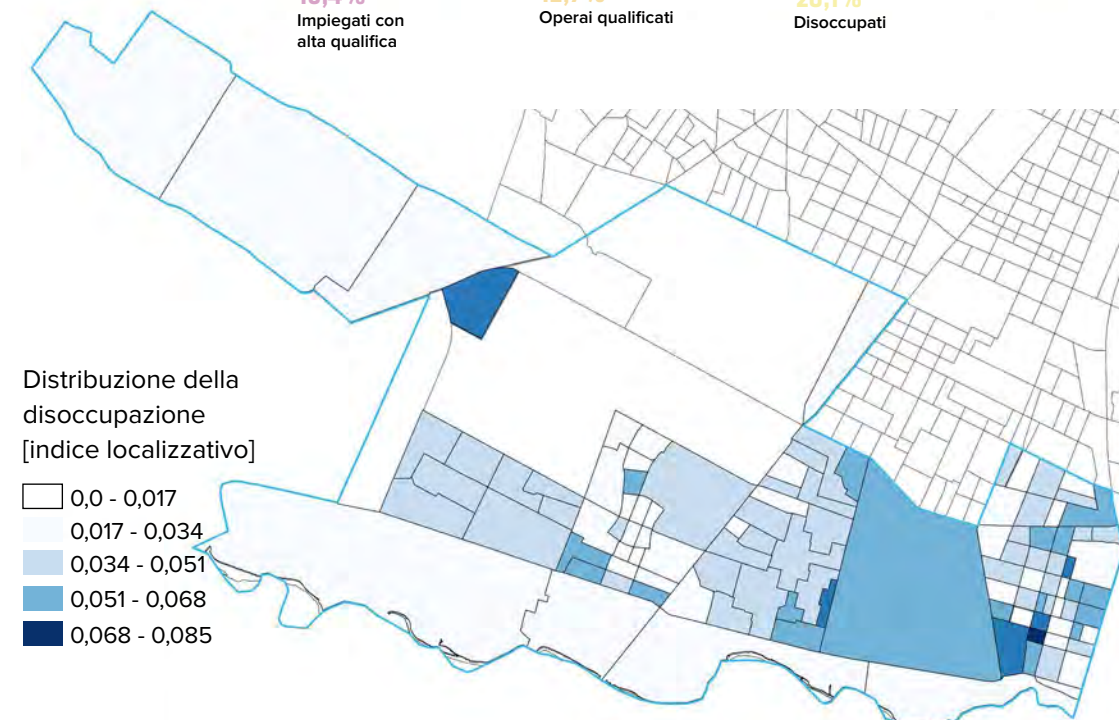 Impiegati con
alta qualifica
Operai qualificati
Disoccupati
Distribuzione della
disoccupazione
[indice localizzativo]
0,0 - 0,017
0,017 - 0,034
0,034 - 0,051
0,051 - 0,068
0,068 - 0,085